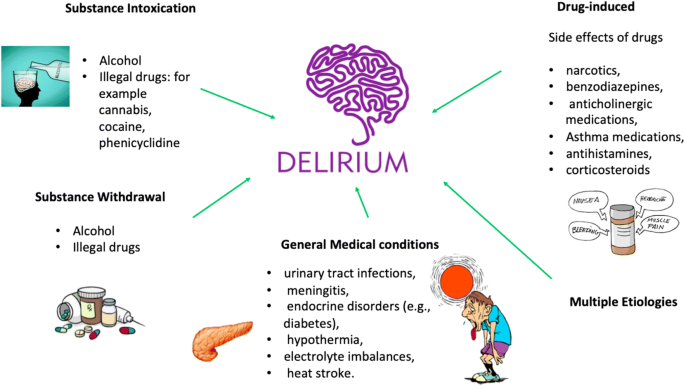 Substance Intoxication
• Alcohol
• Illegal drugs: for
example
cannabis,
cocaine,
phenicyclidine
Drug-induced
Side effects of drugs
• narcotics,
• benzodiazepines,
• anticholinergic
medications,
• Asthma medications,
• antihistamines,
• corticosteroids
DELIRIUM
Substance Withdrawal
• Alcohol
• Illegal drugs
General Medical conditions
• urinary tract infections,
• meningitis,
• endocrine disorders (e.g.,
diabetes),
• hypothermia,
• electrolyte imbalances,
• heat stroke.
NAUSEA
HEADACHE
BLEEDING
MUSCLE
PAIN
Multiple Etiologies